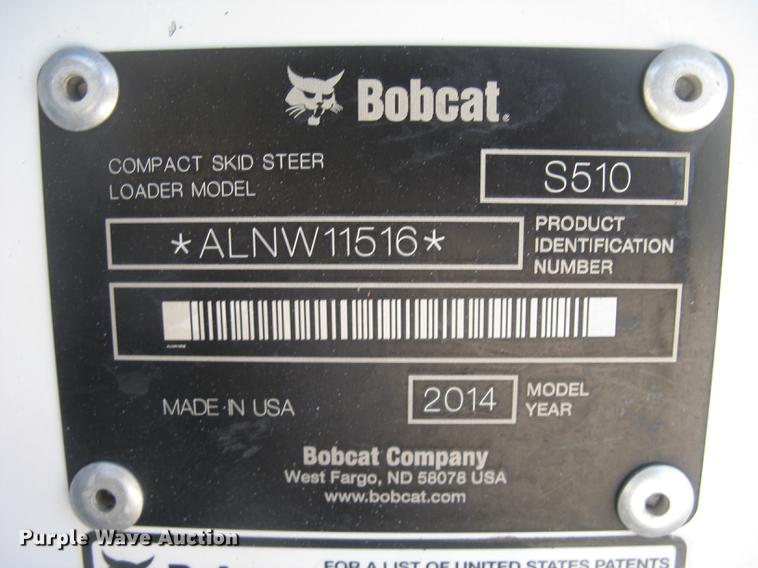 Bobcat.
COMPACT SKID STEER
LOADER MODEL
S510
*ALNW11516*
PRODUCT
IDENTIFICATION
NUMBER
MADE IN USA
2014
MODEL
YEAR
Bobcat Company
West Fargo, ND 58078 USA
www.bobcat.com
Purple Wave Auction
FOR A LIST OF UNITED STATES PATENTS